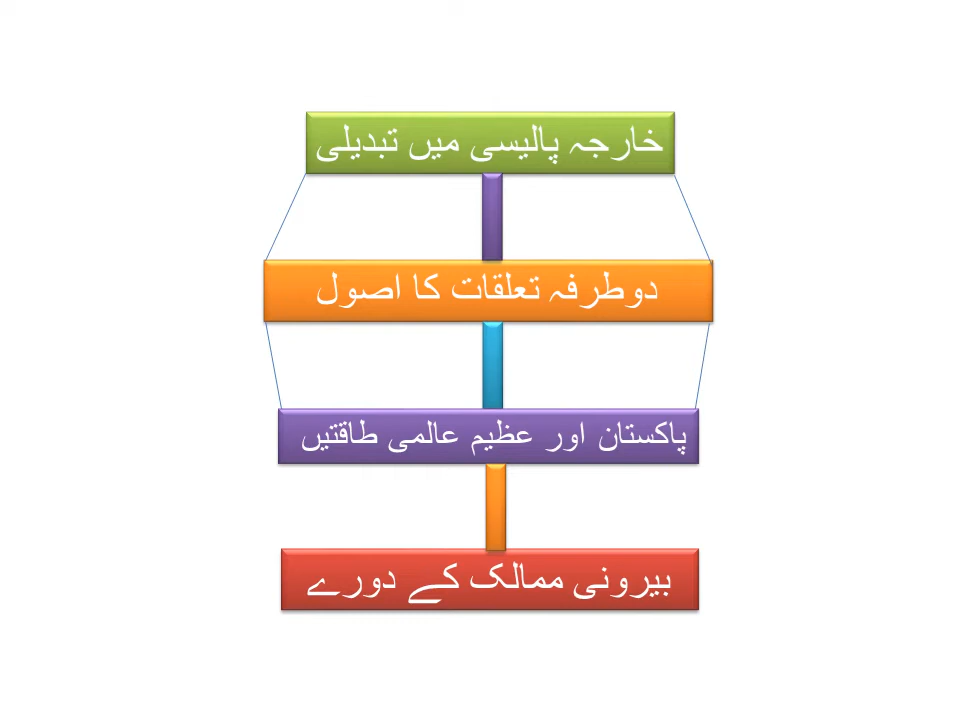 خارجہ پالیسی میں تبدیلی
دوطرفہ تعلقات کا اصول
پاکستان اور عظیم عالمی طاقتیں
بیرونی ممالک کے دورے